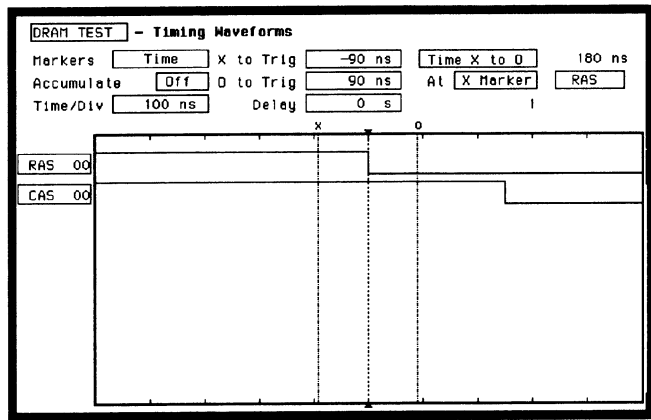 DRAM TEST - Timing Waveforms
Markers Time X to Trig -90 ns Time X to O 180 ns
Accumulate Off O to Trig 90 ns At X Marker RAS
Time/Div 100 ns Delay 0 s 1
X O
RAS 00
CAS 00